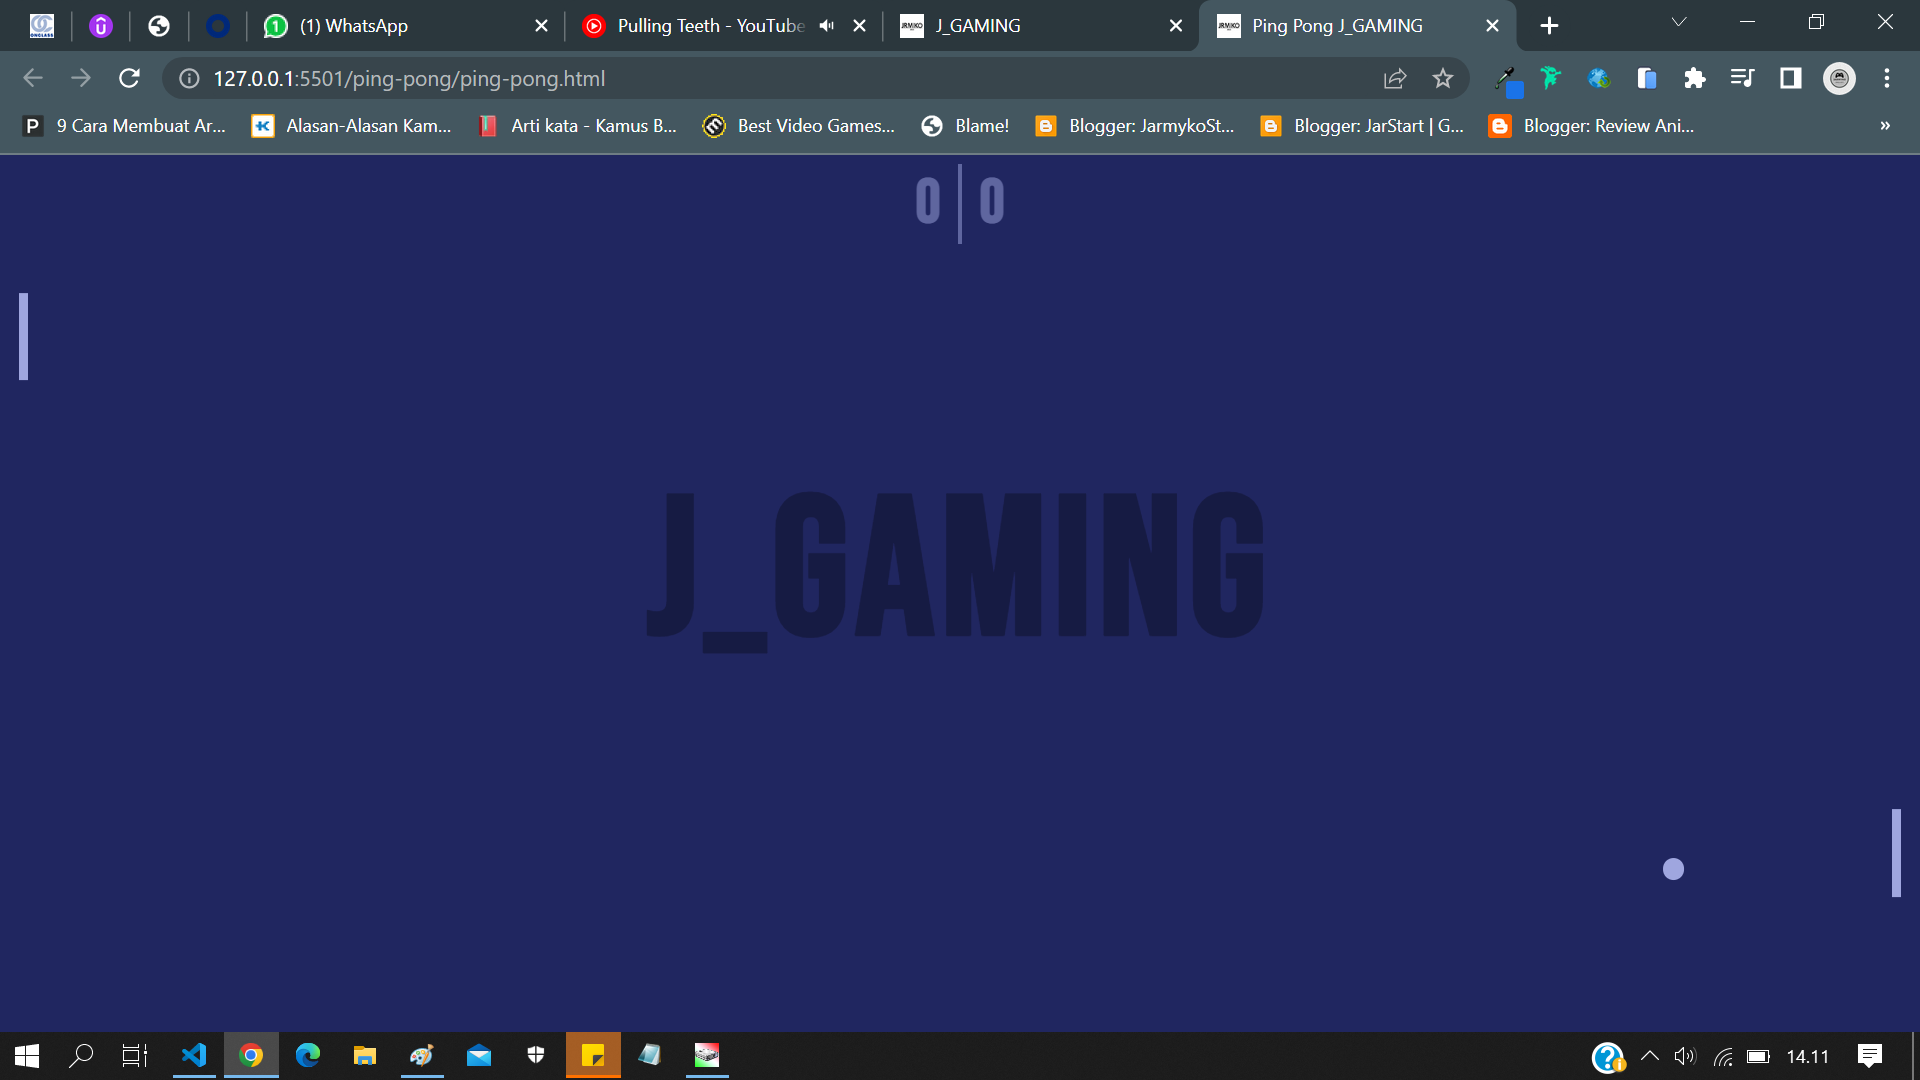 (1) WhatsApp
Pulling Teeth - YouTube
J_GAMING
Ping Pong J_GAMING
127.0.0.1:5501/ping-pong/ping-pong.html
P 9 Cara Membuat Ar...
Alasan-Alasan Kam...
Arti kata - Kamus B...
Best Video Games...
Blame!
Blogger: JarmykoSt...
Blogger: JarStart | G...
Blogger: Review Ani...
0 | 0
J_GAMING
14.11